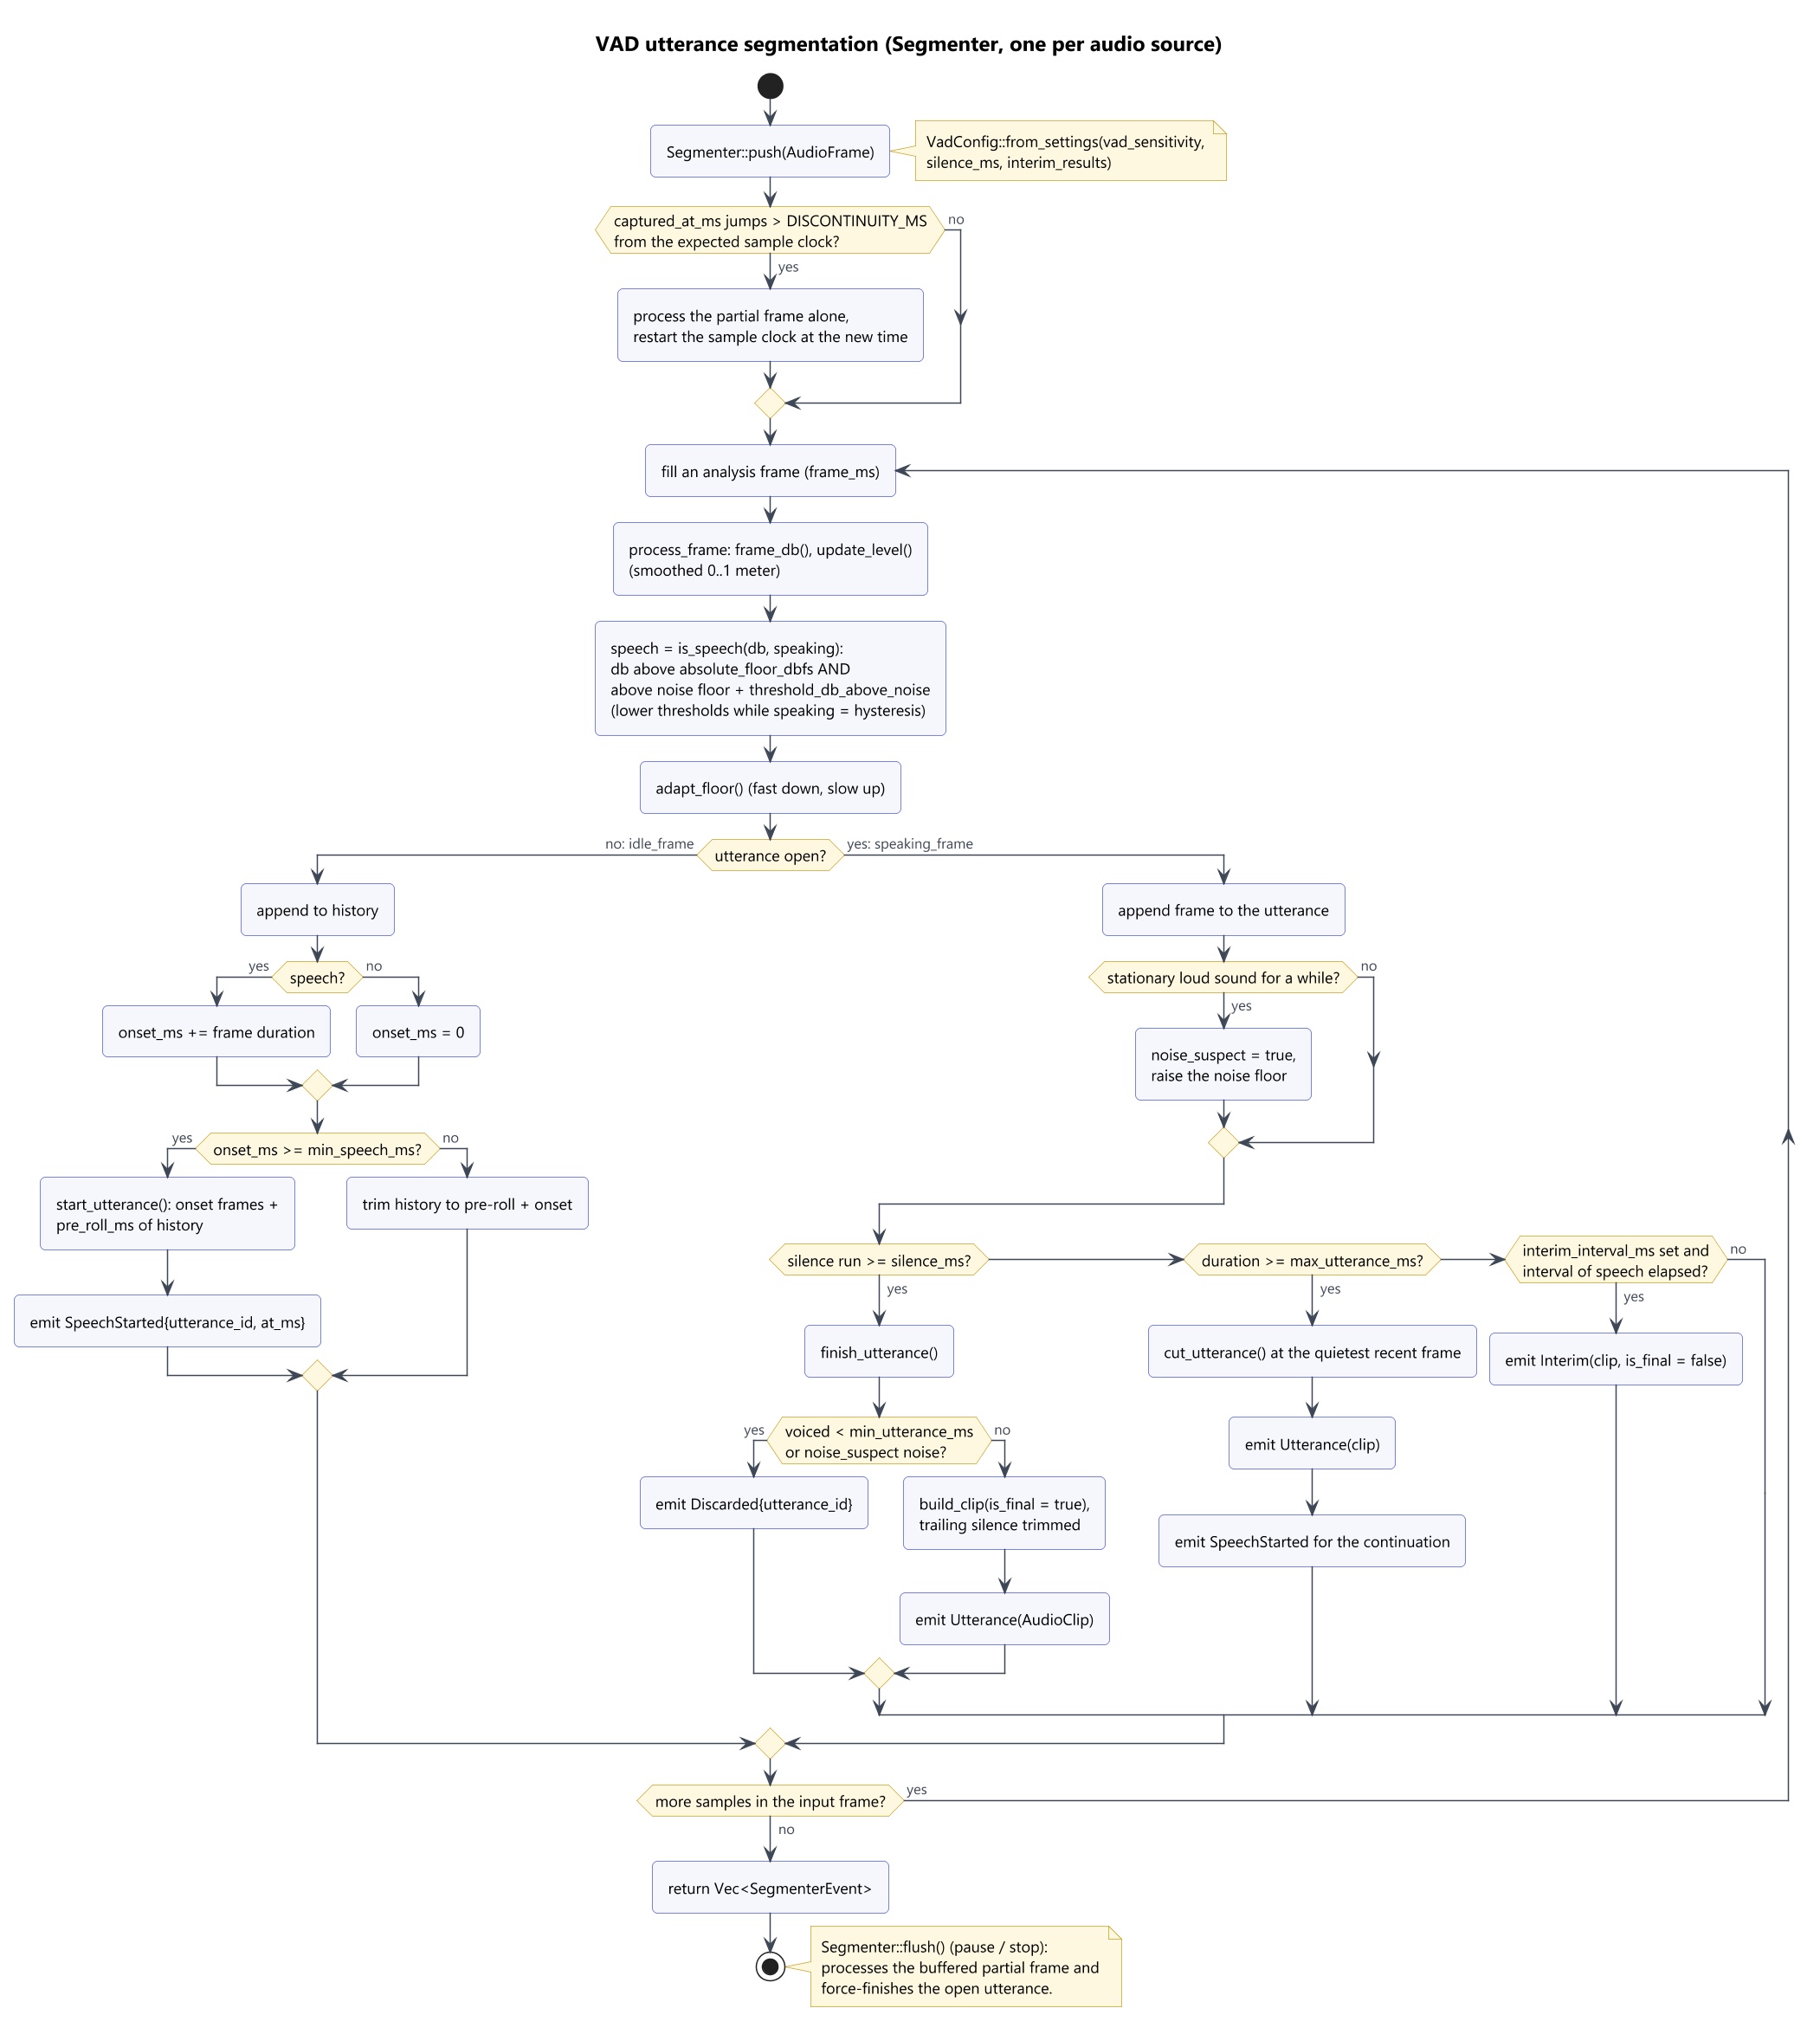 VAD utterance segmentation (Segmenter, one per audio source)
Segmenter::push(AudioFrame)
VadConfig::from_settings(vad_sensitivity,
silence_ms, interim_results)
captured_at_ms jumps > DISCONTINUITY_MS
from the expected sample clock?
no
yes
process the partial frame alone,
restart the sample clock at the new time
fill an analysis frame (frame_ms)
process_frame: frame_db(), update_level()
(smoothed 0..1 meter)
speech = is_speech(db, speaking):
db above absolute_floor_dbfs AND
above noise floor + threshold_db_above_noise
(lower thresholds while speaking = hysteresis)
adapt_floor() (fast down, slow up)
no: idle_frame
utterance open?
yes: speaking_frame
append to history
yes
speech?
no
onset_ms += frame duration
onset_ms = 0
yes
onset_ms >= min_speech_ms?
no
start_utterance(): onset frames +
pre_roll_ms of history
trim history to pre-roll + onset
emit SpeechStarted{utterance_id, at_ms}
append frame to the utterance
stationary loud sound for a while?
no
yes
noise_suspect = true,
raise the noise floor
silence run >= silence_ms?
yes
duration >= max_utterance_ms?
yes
interim_interval_ms set and
interval of speech elapsed?
no
yes
finish_utterance()
yes
voiced < min_utterance_ms
or noise_suspect noise?
no
emit Discarded{utterance_id}
build_clip(is_final = true),
trailing silence trimmed
emit Utterance(AudioClip)
cut_utterance() at the quietest recent frame
emit Utterance(clip)
emit SpeechStarted for the continuation
emit Interim(clip, is_final = false)
more samples in the input frame?
yes
no
return Vec<SegmenterEvent>
Segmenter::flush() (pause / stop):
processes the buffered partial frame and
force-finishes the open utterance.